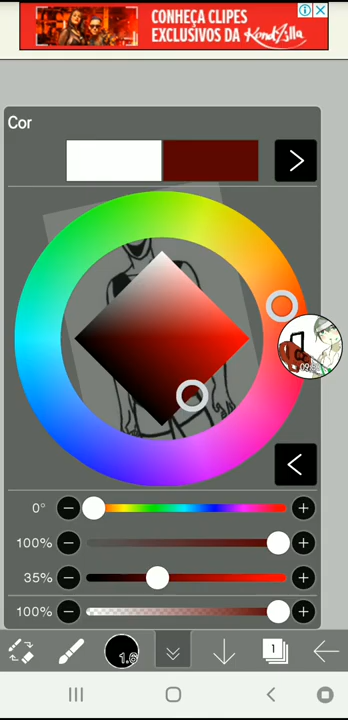 CONHEÇA CLIPES
EXCLUSIVOS DA KondZilla
Cor
>
<
0° − +
100% − +
35% − +
100% − +
1.6
1